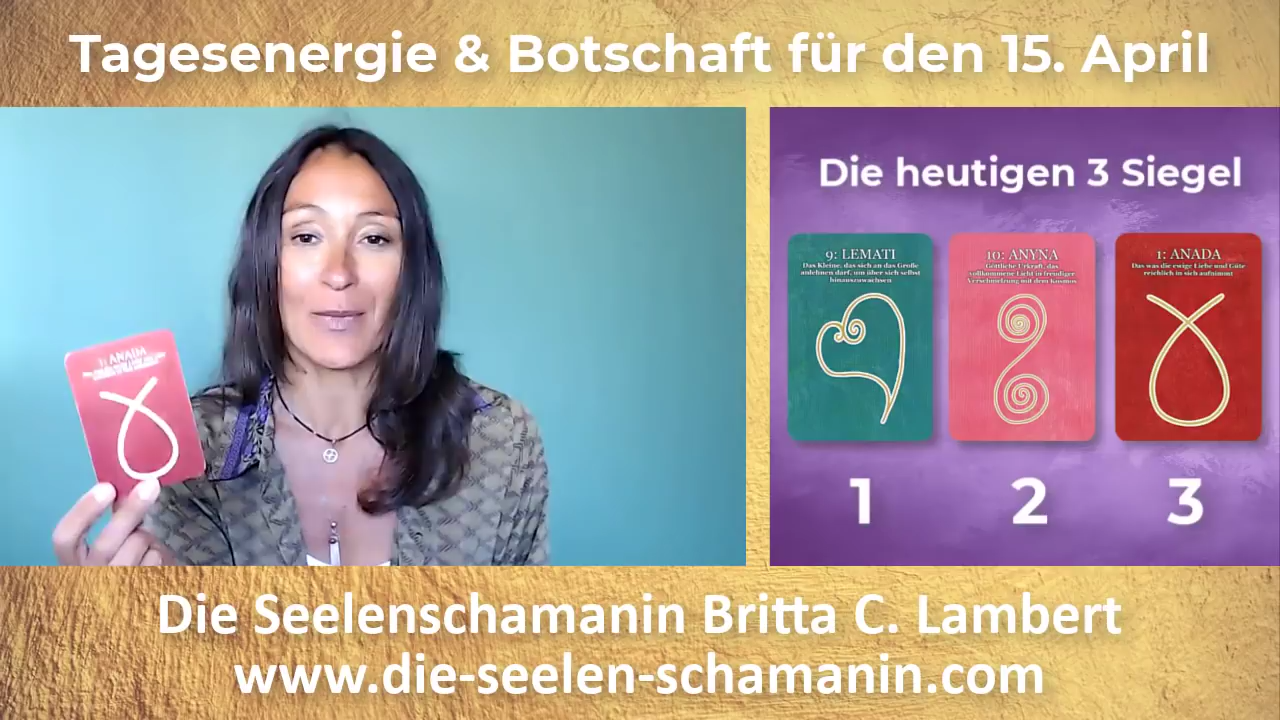 Tagesenergie & Botschaft für den 15. April
Die heutigen 3 Siegel
9: LEMATI
Das Kleine, das sich an das Große
anlehnen darf, um über sich selbst
hinauszuwachsen.
10: ANYNA
Göttliche Urkraft, das
vollkommene Licht in freudiger
Verschmelzung mit dem Kosmos
1: ANADA
Das was die ewige Liebe und Güte
reichlich in sich aufnimmt
1: ANADA
1
2
3
Die Seelenschamanin Britta C. Lambert
www.die-seelen-schamanin.com